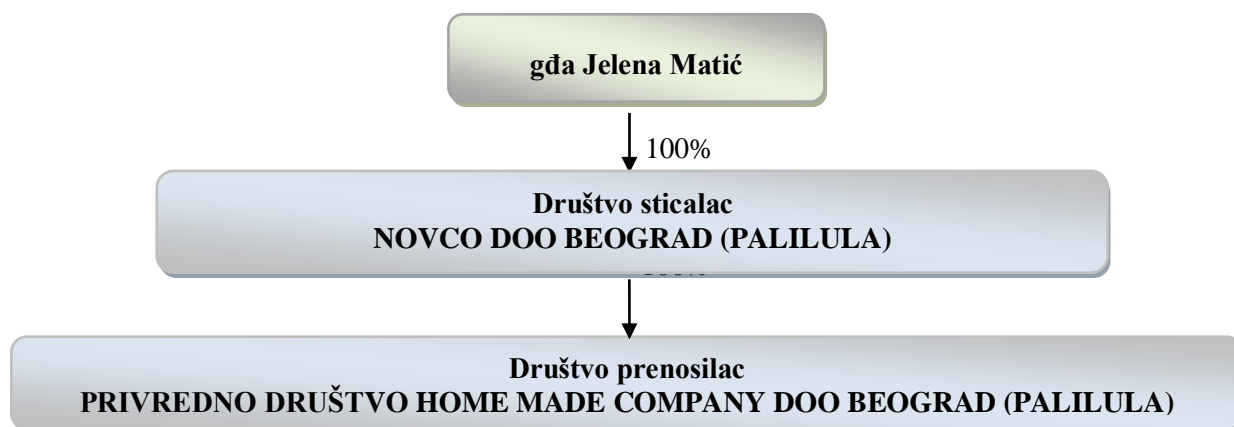 gđa Jelena Matić
100%
Društvo sticalac
NOVCO DOO BEOGRAD (PALILULA)
Društvo prenosilac
PRIVREDNO DRUŠTVO HOME MADE COMPANY DOO BEOGRAD (PALILULA)